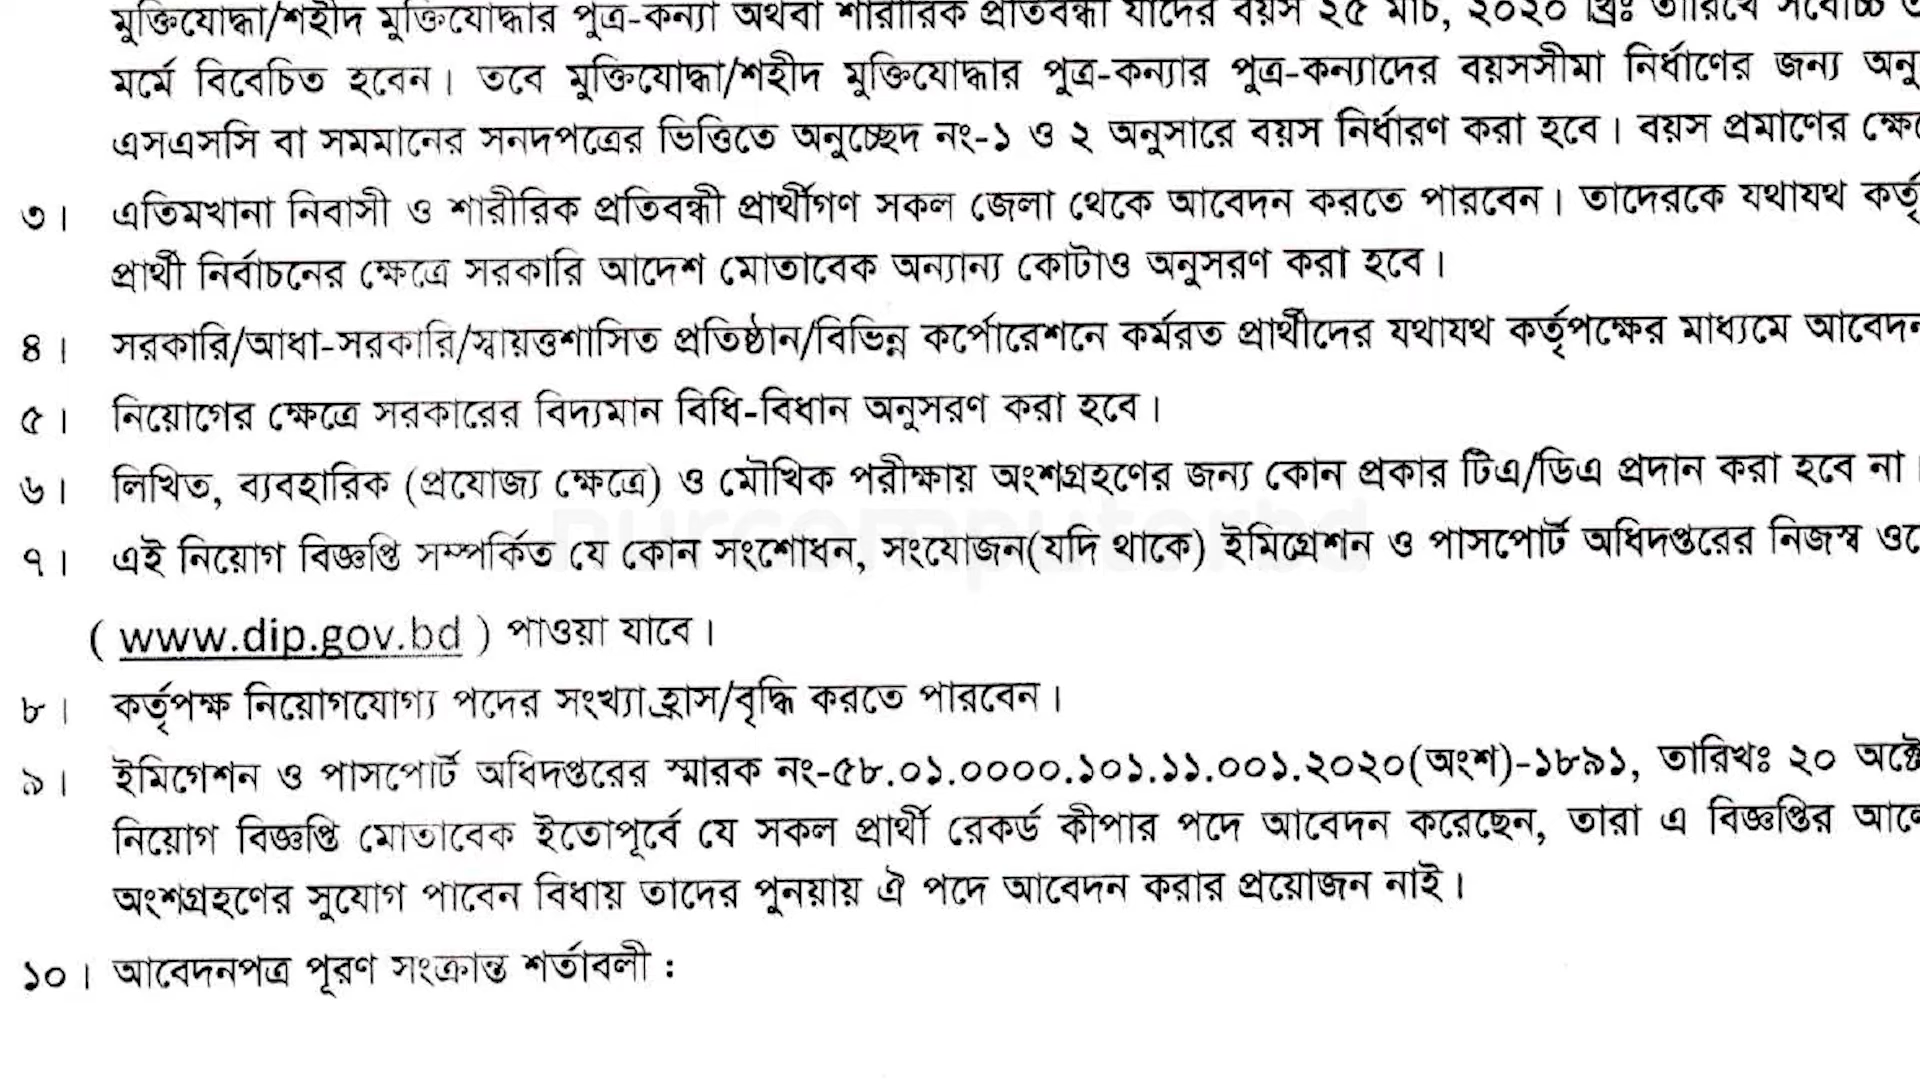 মুক্তিযোদ্ধা/শহীদ মুক্তিযোদ্ধার পুত্র-কন্যা অথবা শারীরিক প্রতিবন্ধী যাদের বয়স ২৫ মার্চ, ২০২০ খ্রিঃ তারিখে সর্বোচ্চ
মর্মে বিবেচিত হবেন। তবে মুক্তিযোদ্ধা/শহীদ মুক্তিযোদ্ধার পুত্র-কন্যার পুত্র-কন্যাদের বয়সসীমা নির্ধাণের জন্য অনু
এসএসসি বা সমমানের সনদপত্রের ভিত্তিতে অনুচ্ছেদ নং-১ ও ২ অনুসারে বয়স নির্ধারণ করা হবে। বয়স প্রমাণের ক্ষে
৩। এতিমখানা নিবাসী ও শারীরিক প্রতিবন্ধী প্রার্থীগণ সকল জেলা থেকে আবেদন করতে পারবেন। তাদেরকে যথাযথ কর্তৃ
প্রার্থী নির্বাচনের ক্ষেত্রে সরকারি আদেশ মোতাবেক অন্যান্য কোটাও অনুসরণ করা হবে।
৪। সরকারি/আধা-সরকারি/স্বায়ত্তশাসিত প্রতিষ্ঠান/বিভিন্ন কর্পোরেশনে কর্মরত প্রার্থীদের যথাযথ কর্তৃপক্ষের মাধ্যমে আবেদন
৫। নিয়োগের ক্ষেত্রে সরকারের বিদ্যমান বিধি-বিধান অনুসরণ করা হবে।
৬। লিখিত, ব্যবহারিক (প্রযোজ্য ক্ষেত্রে) ও মৌখিক পরীক্ষায় অংশগ্রহণের জন্য কোন প্রকার টিএ/ডিএ প্রদান করা হবে না।
৭। এই নিয়োগ বিজ্ঞপ্তি সম্পর্কিত যে কোন সংশোধন, সংযোজন(যদি থাকে) ইমিগ্রেশন ও পাসপোর্ট অধিদপ্তরের নিজস্ব ওয়ে
( www.dip.gov.bd ) পাওয়া যাবে।
৮। কর্তৃপক্ষ নিয়োগযোগ্য পদের সংখ্যা হ্রাস/বৃদ্ধি করতে পারবেন।
৯। ইমিগেশন ও পাসপোর্ট অধিদপ্তরের স্মারক নং-৫৮.০১.০০০০.১০১.১১.০০১.২০২০(অংশ)-১৮৯১, তারিখঃ ২০ অক্টো
নিয়োগ বিজ্ঞপ্তি মোতাবেক ইতোপূর্বে যে সকল প্রার্থী রেকর্ড কীপার পদে আবেদন করেছেন, তারা এ বিজ্ঞপ্তির আলো
অংশগ্রহণের সুযোগ পাবেন বিধায় তাদের পুনয়ায় ঐ পদে আবেদন করার প্রয়োজন নাই।
১০। আবেদনপত্র পূরণ সংক্রান্ত শর্তাবলী :
nurcomputerbd